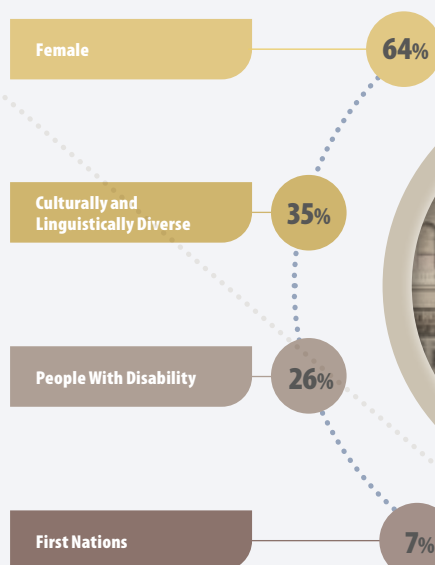 Female
64%
Culturally and
Linguistically Diverse
35%
People With Disability
26%
First Nations
7%